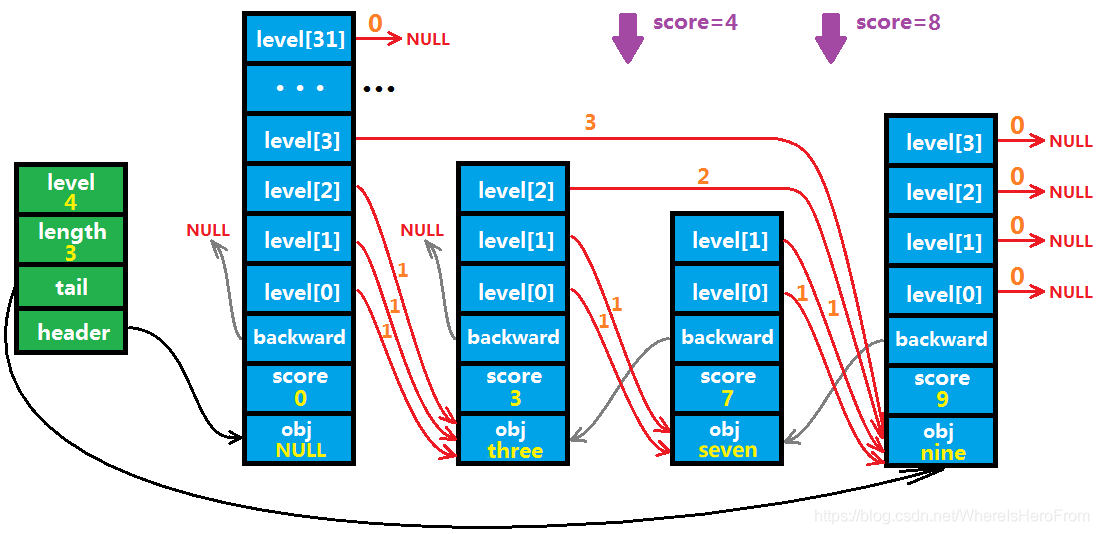 score=4
score=8
level[31]
0
NULL
• • •
•••
level[3]
3
level[2]
level[1]
level[0]
backward
score
0
obj
NULL
NULL
1
1
1
level
4
length
3
tail
header
level[2]
2
level[1]
level[0]
backward
score
3
obj
three
NULL
1
1
level[1]
level[0]
backward
score
7
obj
seven
1
1
level[3]
level[2]
level[1]
level[0]
backward
score
9
obj
nine
0
NULL
0
NULL
0
NULL
0
NULL
https://blog.csdn.net/WhereIsHeroFrom